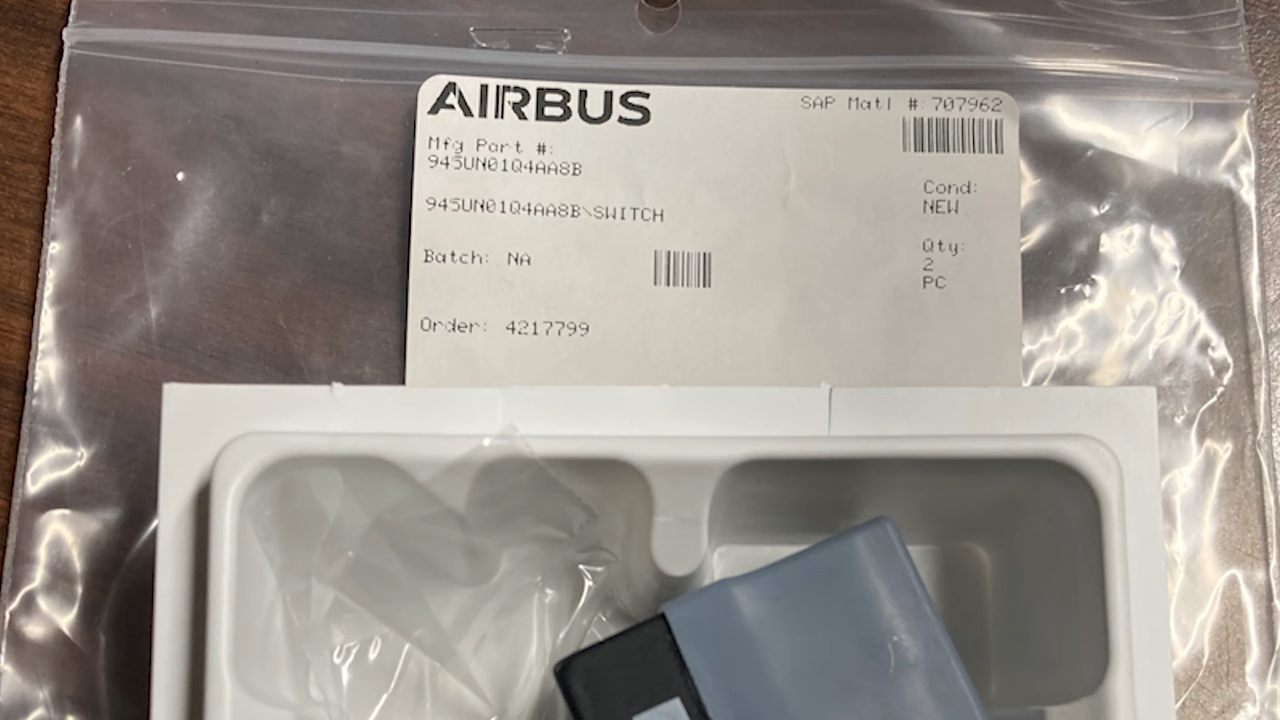 AIRBUS
SAP Matl #: 707962
Mfg Part #:
945UN01Q4AA8B
Cond:
NEW
945UN01Q4AA8B\SWITCH
Qty:
2
PC
Batch: NA
Order: 4217799